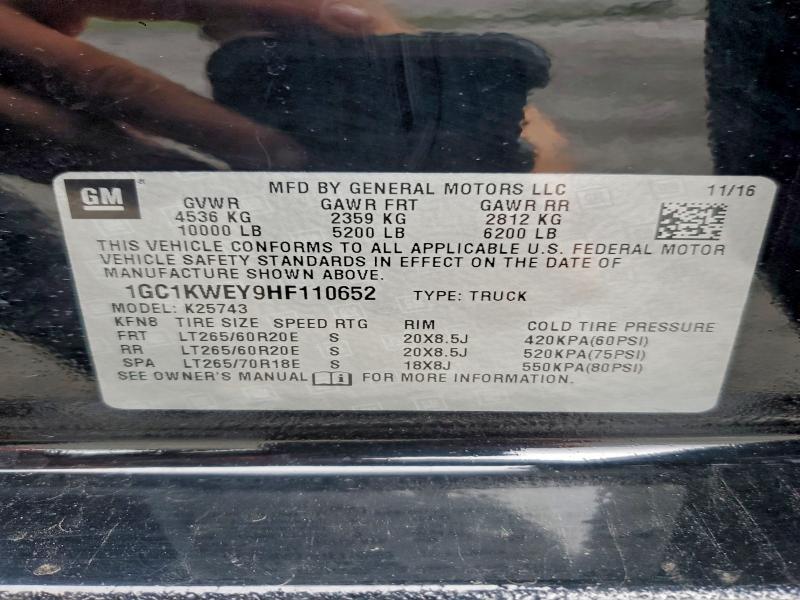 GM
MFD BY GENERAL MOTORS LLC 11/16
GVWR GAWR FRT GAWR RR
4536 KG 2359 KG 2812 KG
10000 LB 5200 LB 6200 LB
THIS VEHICLE CONFORMS TO ALL APPLICABLE U.S. FEDERAL MOTOR
VEHICLE SAFETY STANDARDS IN EFFECT ON THE DATE OF
MANUFACTURE SHOWN ABOVE.
1GC1KWEY9HF110652 TYPE: TRUCK
MODEL: K25743
KFN8 TIRE SIZE SPEED RTG RIM COLD TIRE PRESSURE
FRT LT265/60R20E S 20X8.5J 420KPA(60PSI)
RR LT265/60R20E S 20X8.5J 520KPA(75PSI)
SPA LT265/70R18E S 18X8J 550KPA(80PSI)
SEE OWNER'S MANUAL FOR MORE INFORMATION.